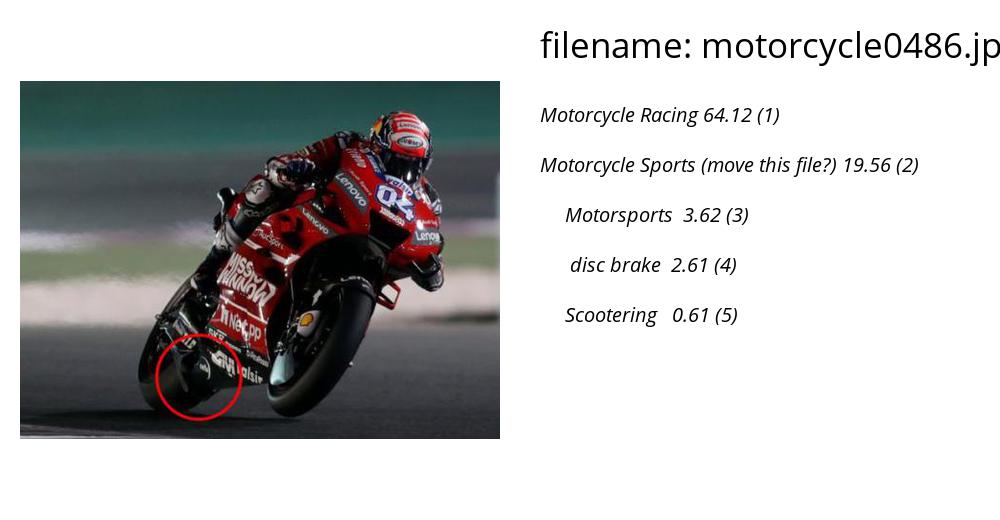 filename: motorcycle0486.jp
Motorcycle Racing 64.12 (1)
Motorcycle Sports (move this file?) 19.56 (2)
Motorsports 3.62 (3)
disc brake 2.61 (4)
Scootering 0.61 (5)
Lenovo
04
Lenovo
Lenovo
Lenovo
MISSION
WINNOW
NetApp
GIVI